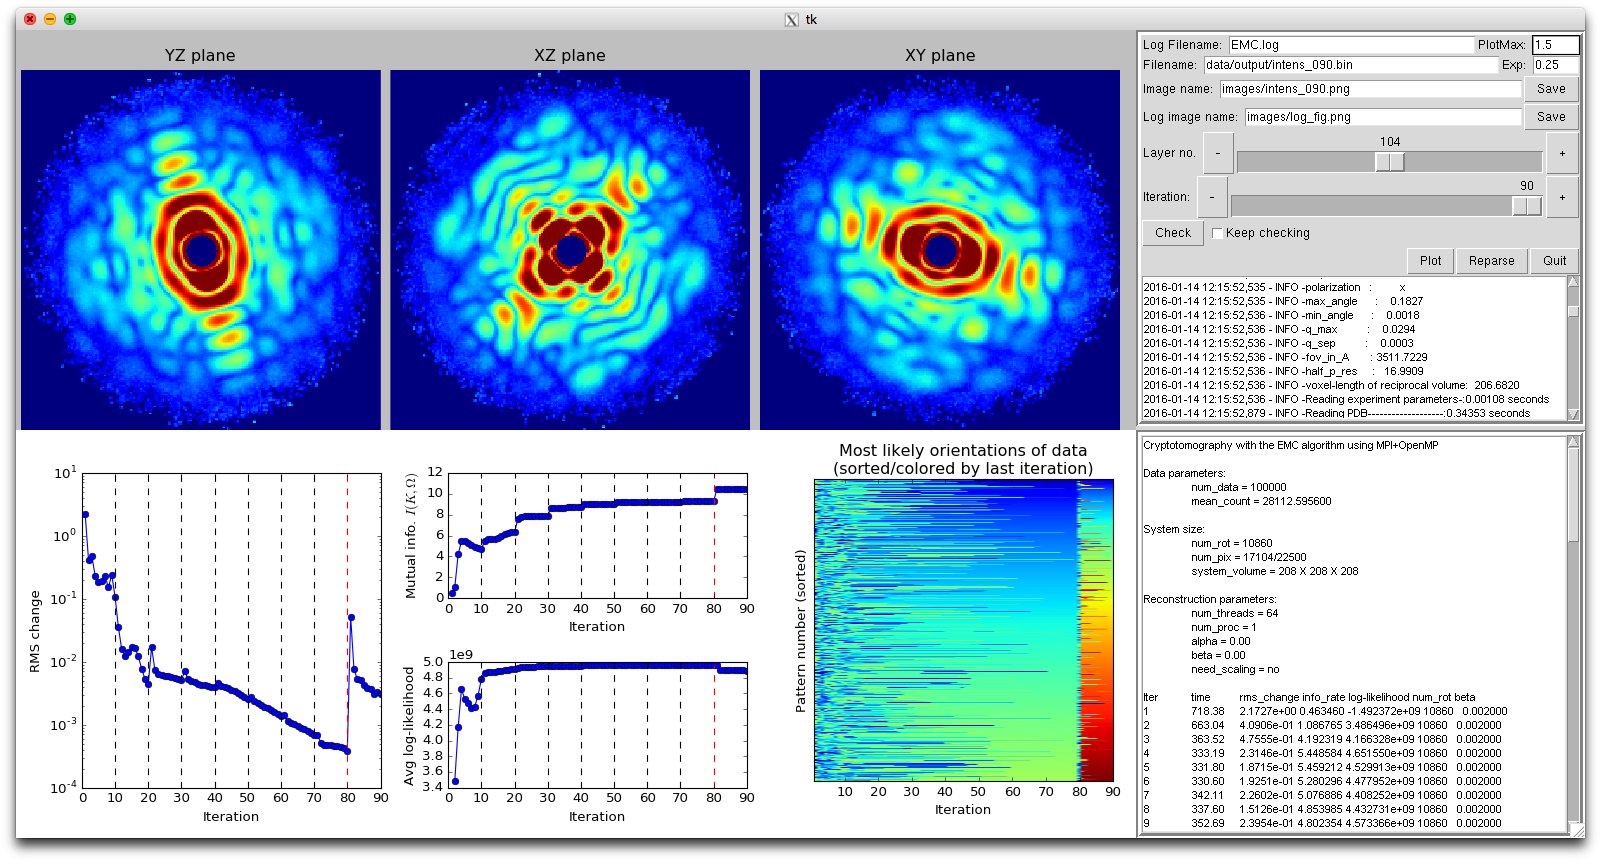 tk
YZ plane
XZ plane
XY plane
Log Filename: EMC.log PlotMax: 1.5
Filename: data/output/intens_090.bin Exp: 0.25
Image name: images/intens_090.png Save
Log image name: images/log_fig.png Save
Layer no. - 104 +
Iteration: - 90 +
Check Keep checking
Plot Reparse Quit
2016-01-14 12:15:52,535 - INFO -polarization : x
2016-01-14 12:15:52,535 - INFO -max_angle : 0.1827
2016-01-14 12:15:52,536 - INFO -min_angle : 0.0018
2016-01-14 12:15:52,536 - INFO -q_max : 0.0294
2016-01-14 12:15:52,536 - INFO -q_sep : 0.0003
2016-01-14 12:15:52,536 - INFO -fov_in_A : 3511.7229
2016-01-14 12:15:52,536 - INFO -half_p_res : 16.9909
2016-01-14 12:15:52,536 - INFO -voxel-length of reciprocal volume: 206.6820
2016-01-14 12:15:52,536 - INFO -Reading experiment parameters-:0.00108 seconds
2016-01-14 12:15:52,879 - INFO -Reading PDB-------------------:0.34353 seconds
RMS change
10^1
10^0
10^-1
10^-2
10^-3
10^-4
0 10 20 30 40 50 60 70 80 90
Iteration
Mutual info. I(K, Ω)
12
10
8
6
4
2
0
0 10 20 30 40 50 60 70 80 90
Iteration
Avg log-likelihood
1e9
5.0
4.8
4.6
4.4
4.2
4.0
3.8
3.6
3.4
0 10 20 30 40 50 60 70 80 90
Iteration
Most likely orientations of data
(sorted/colored by last iteration)
Pattern number (sorted)
10 20 30 40 50 60 70 80 90
Iteration
Cryptotomography with the EMC algorithm using MPI+OpenMP
Data parameters:
num_data = 100000
mean_count = 28112.595600
System size:
num_rot = 10860
num_pix = 17104/22500
system_volume = 208 X 208 X 208
Reconstruction parameters:
num_threads = 64
num_proc = 1
alpha = 0.00
beta = 0.00
need_scaling = no
Iter time rms_change info_rate log-likelihood num_rot beta
1 718.38 2.1727e+00 0.463460 -1.492372e+09 10860 0.002000
2 663.04 4.0906e-01 1.086765 3.486496e+09 10860 0.002000
3 363.52 4.7555e-01 4.192319 4.166328e+09 10860 0.002000
4 333.19 2.3146e-01 5.448584 4.651550e+09 10860 0.002000
5 331.80 1.8715e-01 5.459212 4.529913e+09 10860 0.002000
6 330.60 1.9251e-01 5.280296 4.477952e+09 10860 0.002000
7 342.11 2.2602e-01 5.076886 4.408252e+09 10860 0.002000
8 337.60 1.5126e-01 4.853985 4.432731e+09 10860 0.002000
9 352.69 2.3954e-01 4.802354 4.573366e+09 10860 0.002000